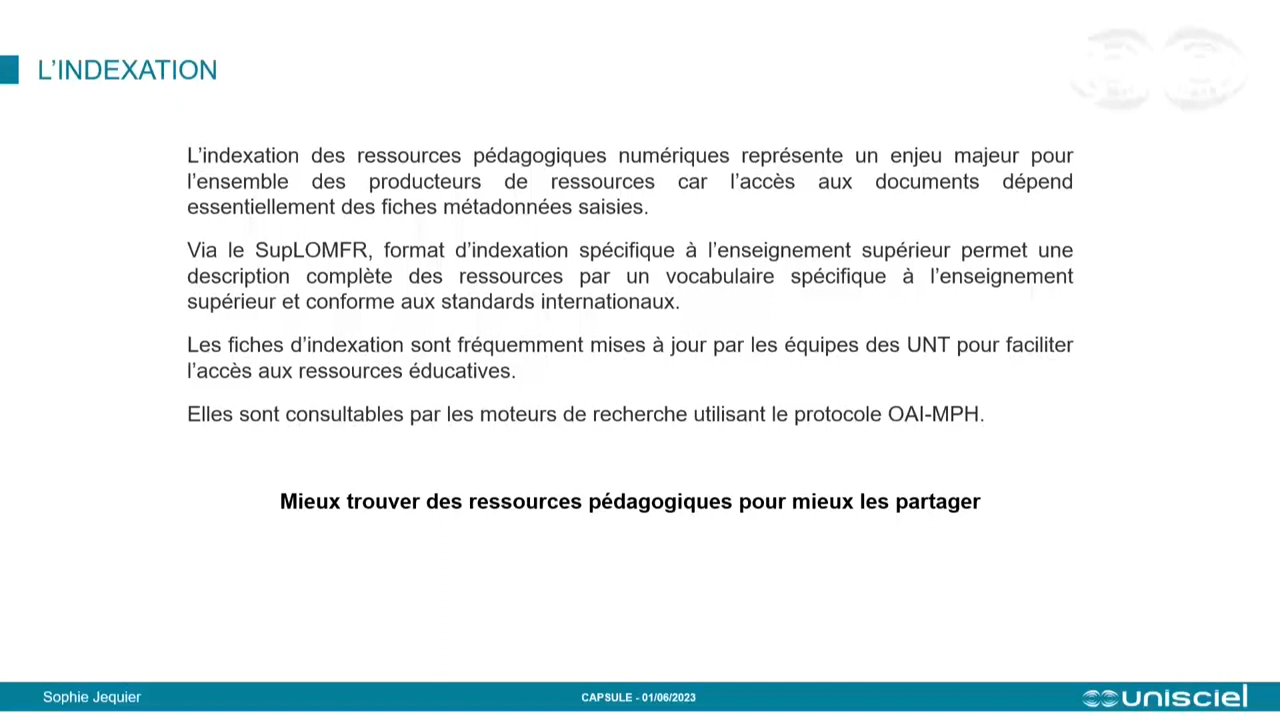 L'INDEXATION
L'indexation des ressources pédagogiques numériques représente un enjeu majeur pour
l'ensemble des producteurs de ressources car l'accès aux documents dépend
essentiellement des fiches métadonnées saisies.
Via le SupLOMFR, format d'indexation spécifique à l'enseignement supérieur permet une
description complète des ressources par un vocabulaire spécifique à l'enseignement
supérieur et conforme aux standards internationaux.
Les fiches d'indexation sont fréquemment mises à jour par les équipes des UNT pour faciliter
l'accès aux ressources éducatives.
Elles sont consultables par les moteurs de recherche utilisant le protocole OAI-MPH.
Mieux trouver des ressources pédagogiques pour mieux les partager
Sophie Jequier
CAPSULE - 01/06/2023
unisciel